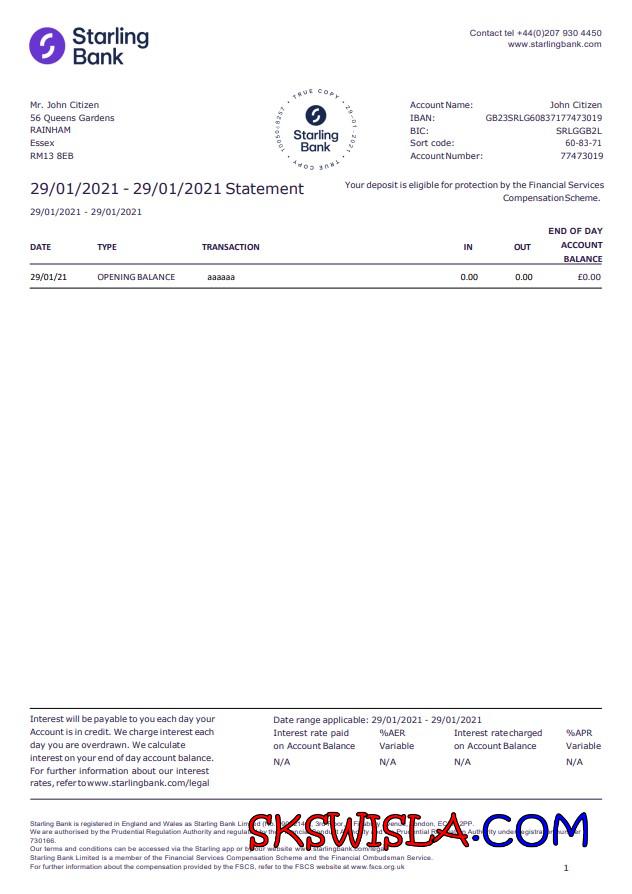 Starling
Bank
Contact tel +44(0)207 930 4450
www.starlingbank.com
Mr. John Citizen
56 Queens Gardens
RAINHAM
Essex
RM13 8EB
• TRUE COPY • 29-01-2021 • TRUE COPY •
Starling
Bank
Account Name: John Citizen
IBAN: GB23SRLG60837177473019
BIC: SRLGGB2L
Sort code: 60-83-71
Account Number: 77473019
29/01/2021 - 29/01/2021 Statement
Your deposit is eligible for protection by the Financial Services
Compensation Scheme.
29/01/2021 - 29/01/2021
DATE TYPE TRANSACTION IN OUT END OF DAY
ACCOUNT
BALANCE
29/01/21 OPENING BALANCE aaaaaa 0.00 0.00 £0.00
Interest will be payable to you each day your
Account is in credit. We charge interest each
day you are overdrawn. We calculate
interest on your end of day account balance.
For further information about our interest
rates, refer to www.starlingbank.com/legal
Date range applicable: 29/01/2021 - 29/01/2021
Interest rate paid %AER Interest rate charged %APR
on Account Balance Variable on Account Balance Variable
N/A N/A N/A N/A
Starling Bank is registered in England and Wales as Starling Bank Limited
We are authorised by the Prudential Regulation Authority and regulated by the Financial Conduct Authority and the Prudential Regulation Authority under registration number
730166.
Our terms and conditions can be accessed via the Starling app or by our website www.starlingbank.com/legal
Starling Bank Limited is a member of the Financial Services Compensation Scheme and the Financial Ombudsman Service.
For further information about the compensation provided by the FSCS, refer to the FSCS website at www.fscs.org.uk
SKSWISLA.COM
1